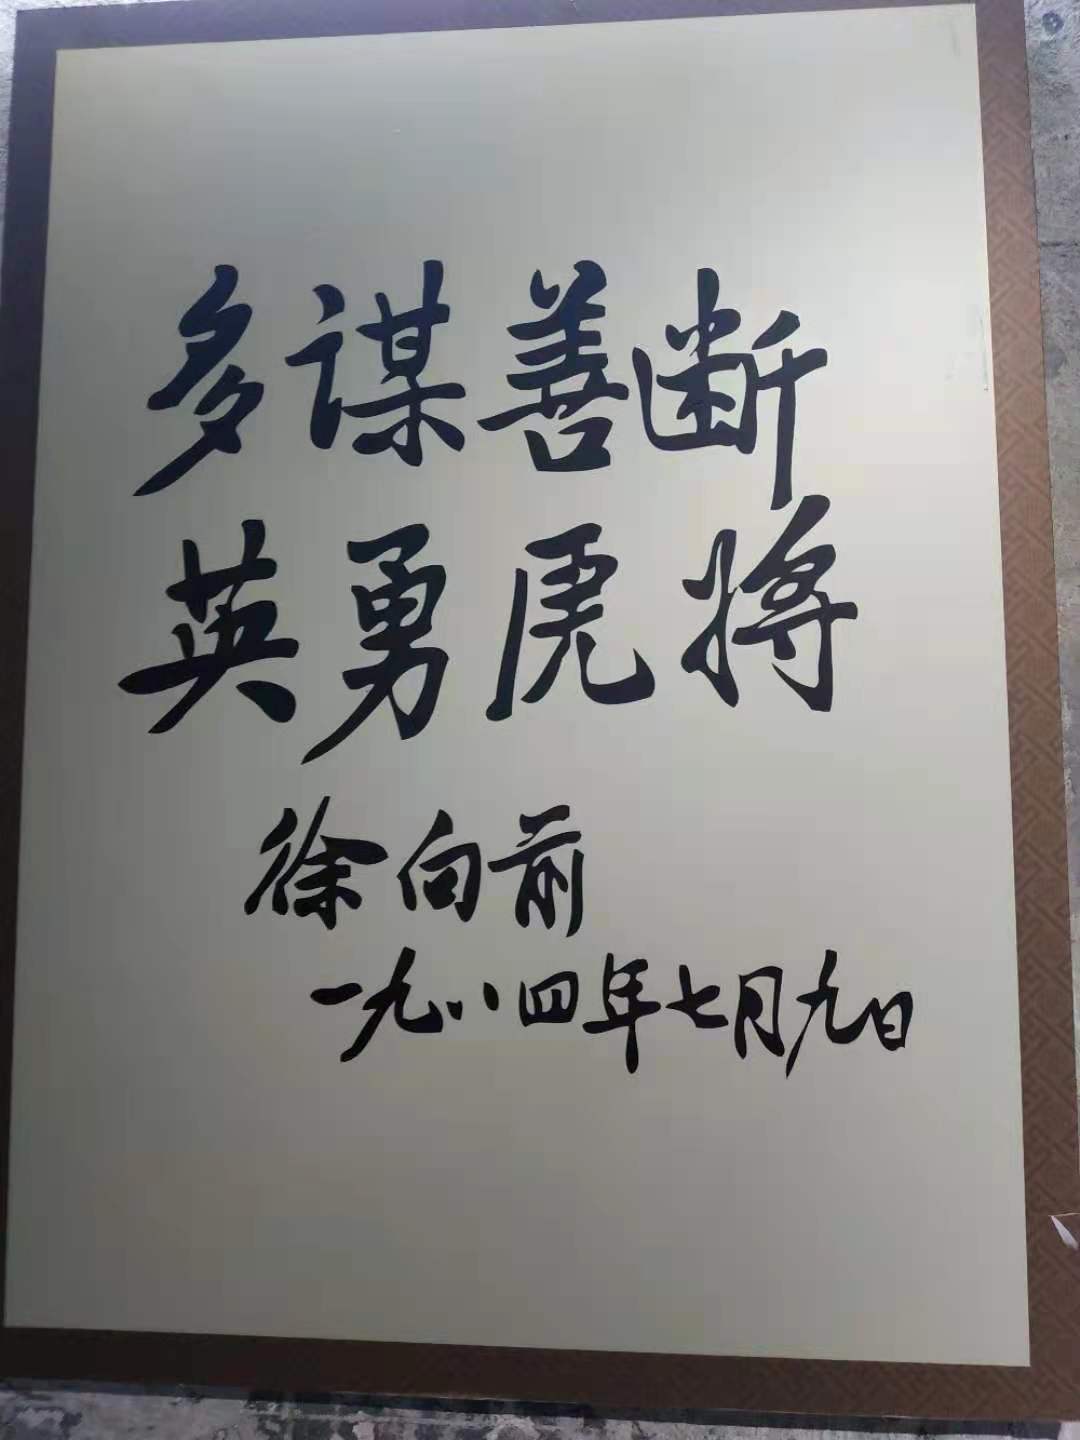 多谋善断
英勇虎将
徐向前
一九八四年七月九日